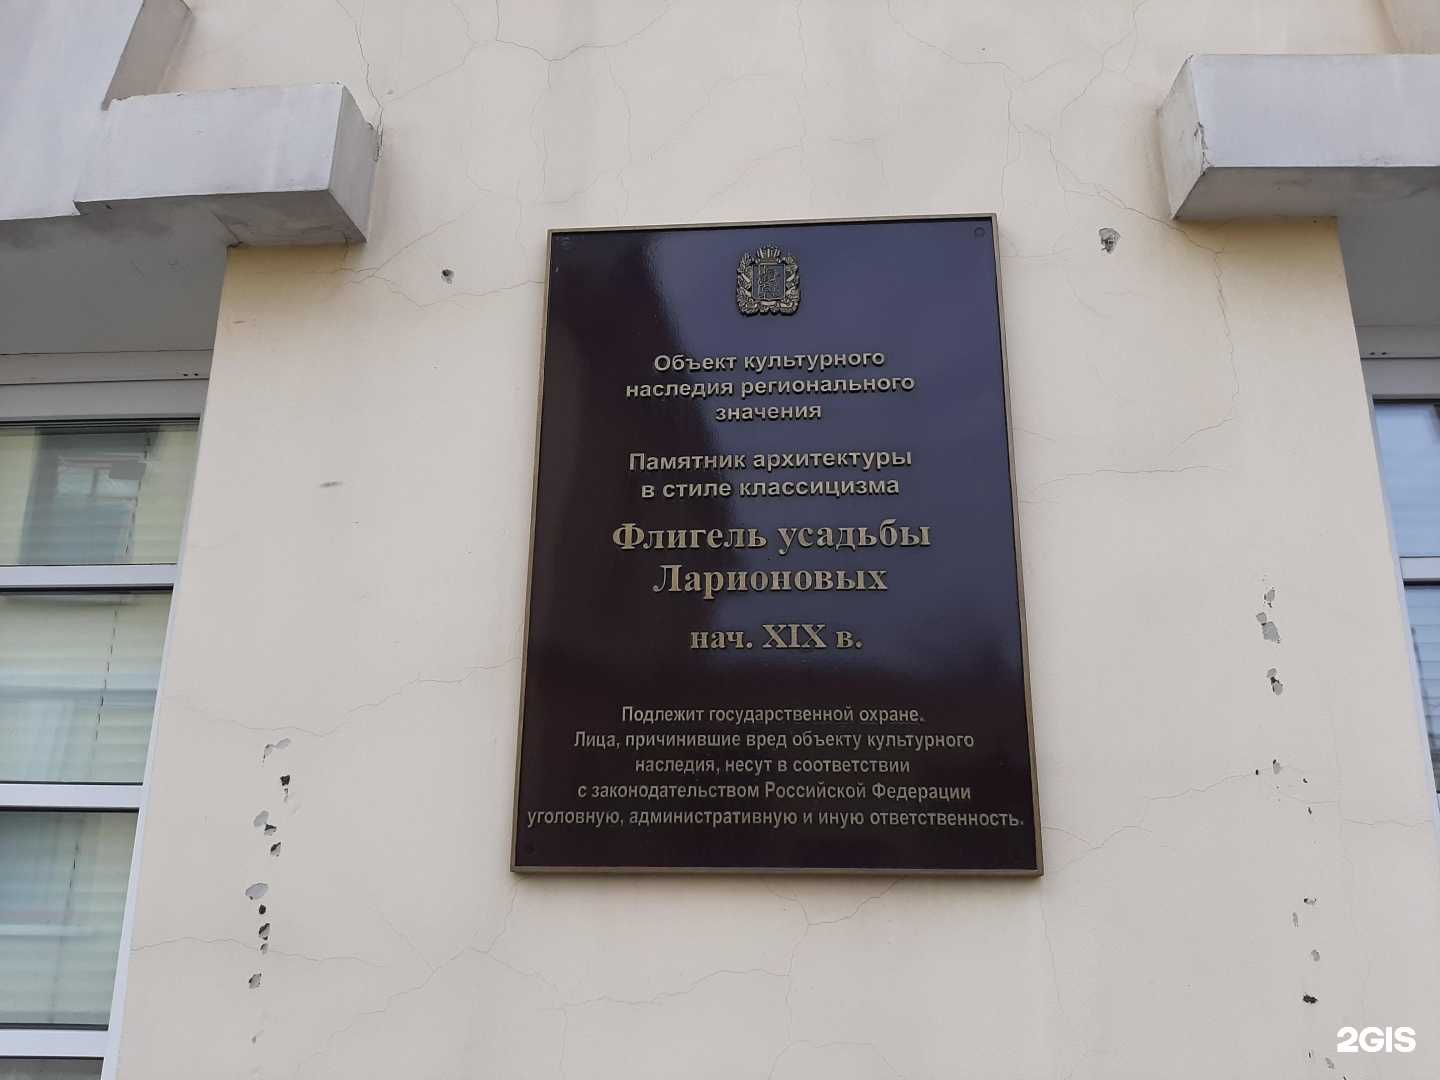 Объект культурного
наследия регионального
значения
Памятник архитектуры
в стиле классицизма
Флигель усадьбы
Ларионовых
нач. XIX в.
Подлежит государственной охране.
Лица, причинившие вред объекту культурного
наследия, несут в соответствии
с законодательством Российской Федерации
уголовную, административную и иную ответственность.
2GIS